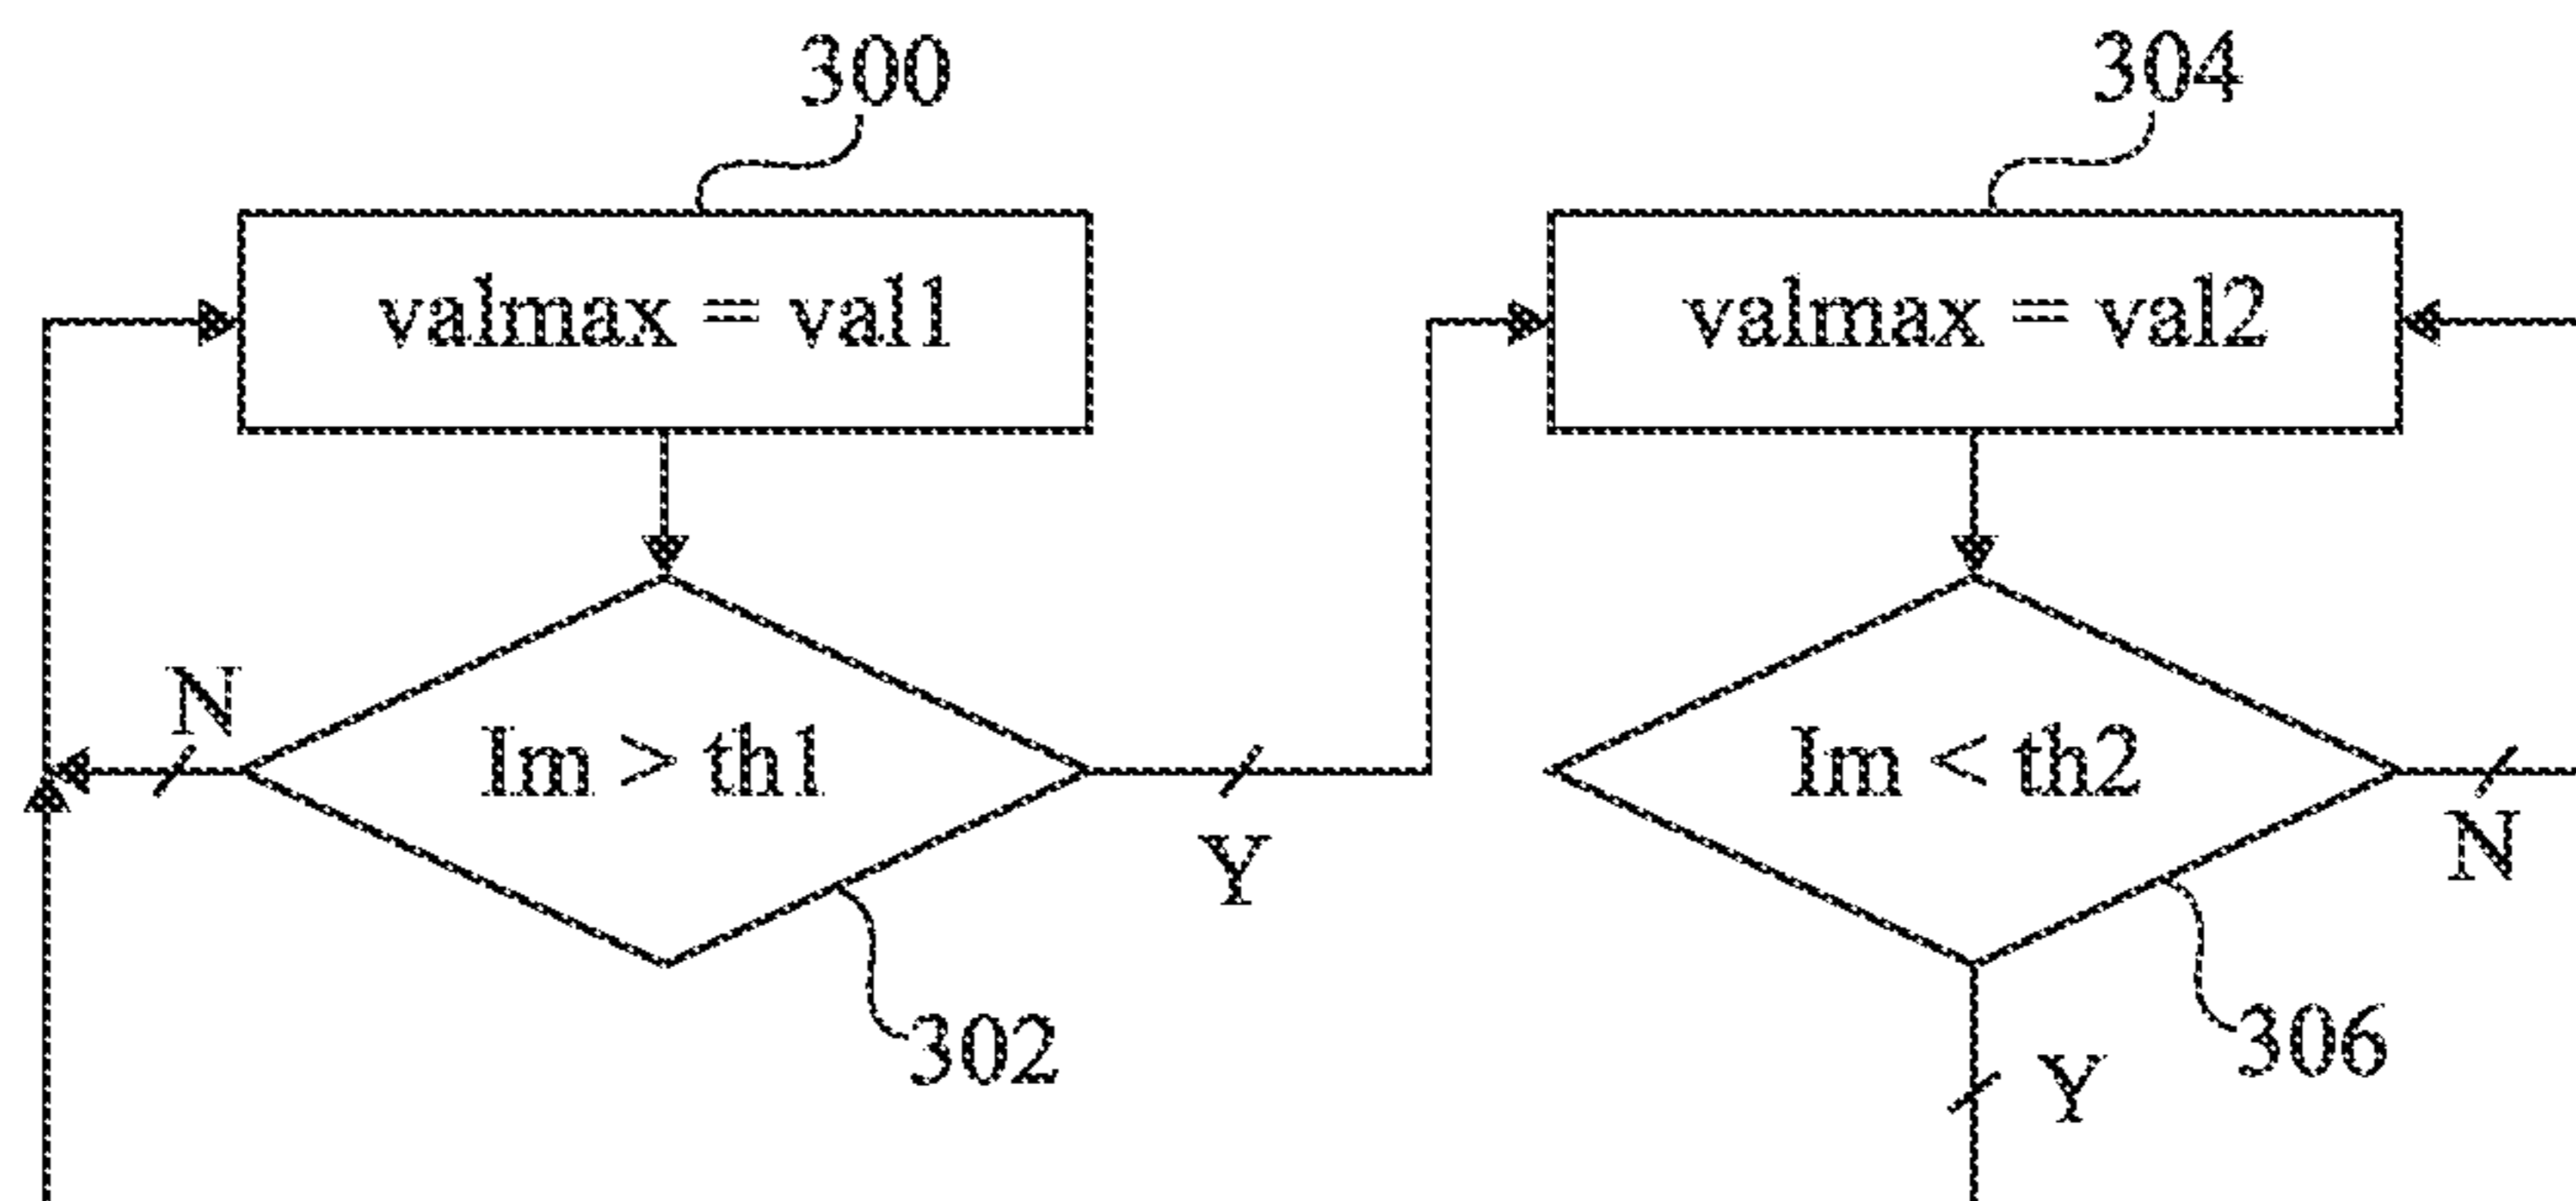 300
304
valmax = val1
valmax = val2
N
Im > th1
Y
Im < th2
N
302
306
Y